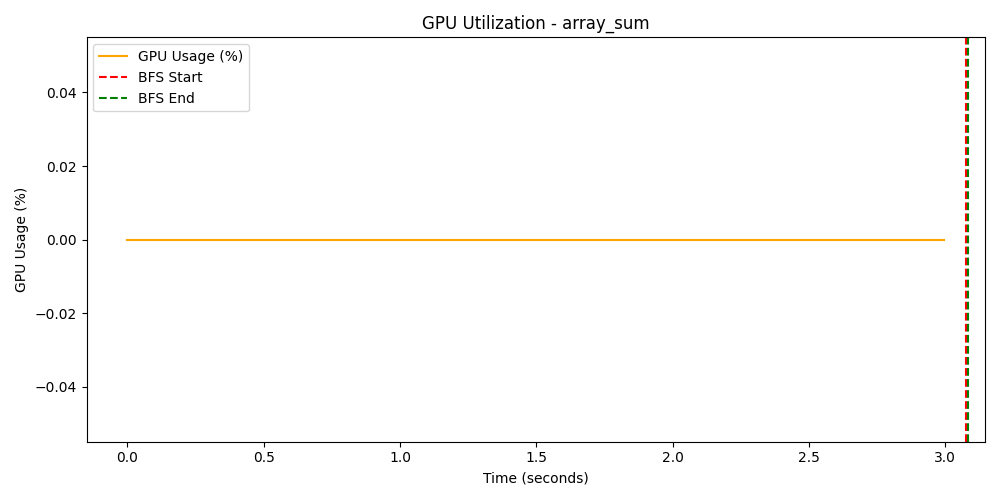 GPU Utilization - array_sum
GPU Usage (%)
BFS Start
BFS End
GPU Usage (%)
0.04
0.02
0.00
−0.02
−0.04
0.0
0.5
1.0
1.5
2.0
2.5
3.0
Time (seconds)